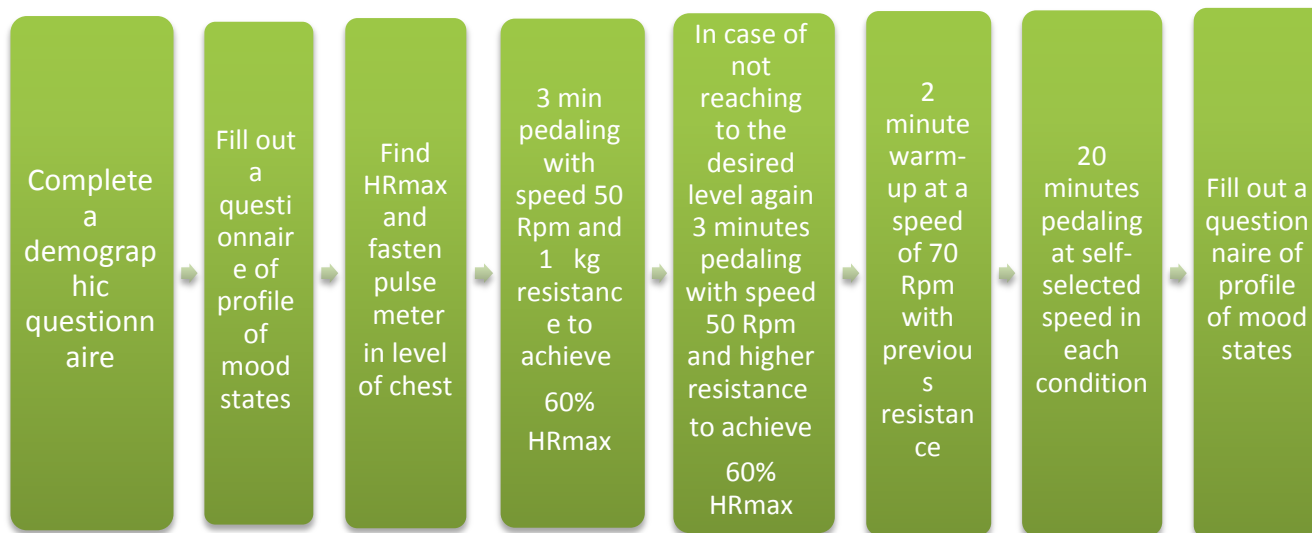 Complete
a
demograp
hic
questionn
aire
Fill out
a
questi
onnair
e of
profile
of
mood
states
Find
HRmax
and
fasten
pulse
meter
in level
of chest
3 min
pedaling
with
speed 50
Rpm and
1 kg
resistanc
e to
achieve
60%
HRmax
In case of
not
reaching
to the
desired
level again
3 minutes
pedaling
with speed
50 Rpm
and higher
resistance
to achieve
60%
HRmax
2
minute
warm-
up at a
speed
of 70
Rpm
with
previou
s
resistan
ce
20
minutes
pedaling
at self-
selected
speed in
each
condition
Fill out a
question
naire of
profile
of mood
states